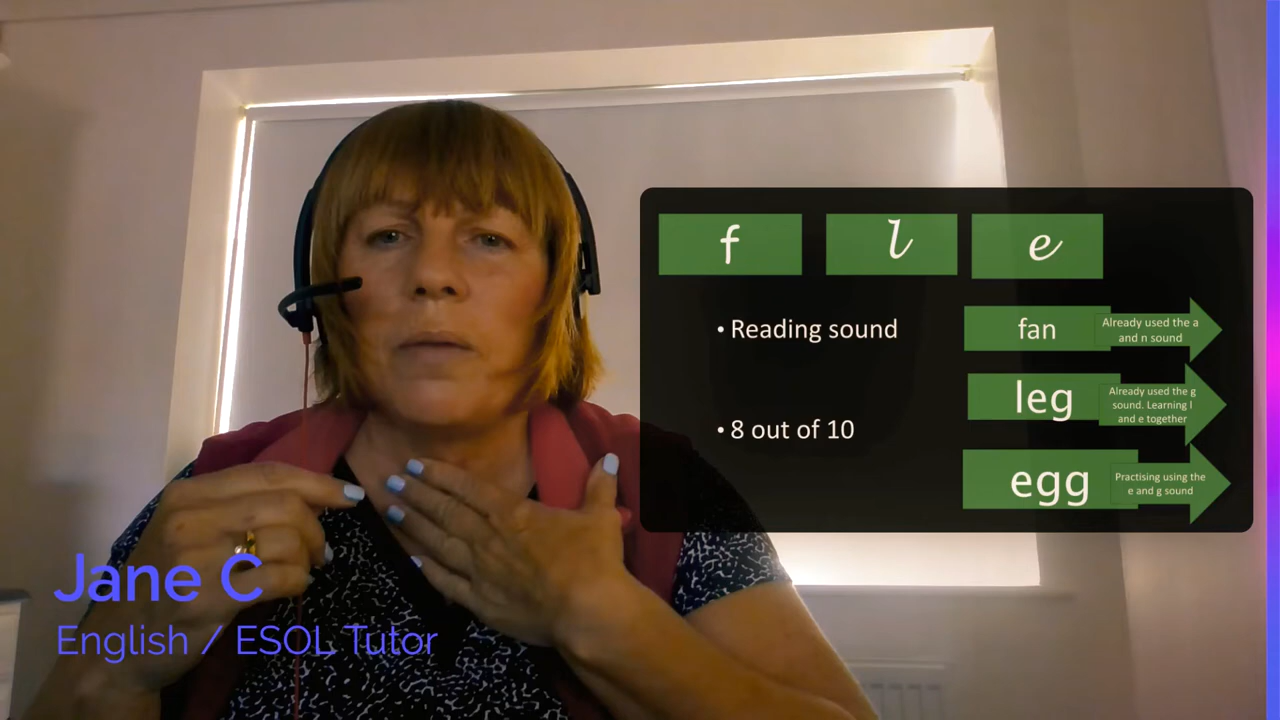 f l e
• Reading sound
• 8 out of 10
fan
Already used the a
and n sound
leg
Already used the g
sound. Learning l
and e together
egg
Practising using the
e and g sound
Jane C
English / ESOL Tutor